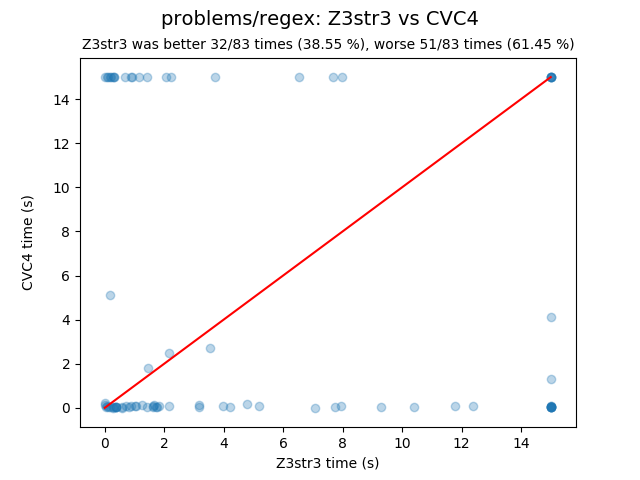 problems/regex: Z3str3 vs CVC4
Z3str3 was better 32/83 times (38.55 %), worse 51/83 times (61.45 %)
14
12
10
8
6
4
2
0
CVC4 time (s)
0 2 4 6 8 10 12 14
Z3str3 time (s)